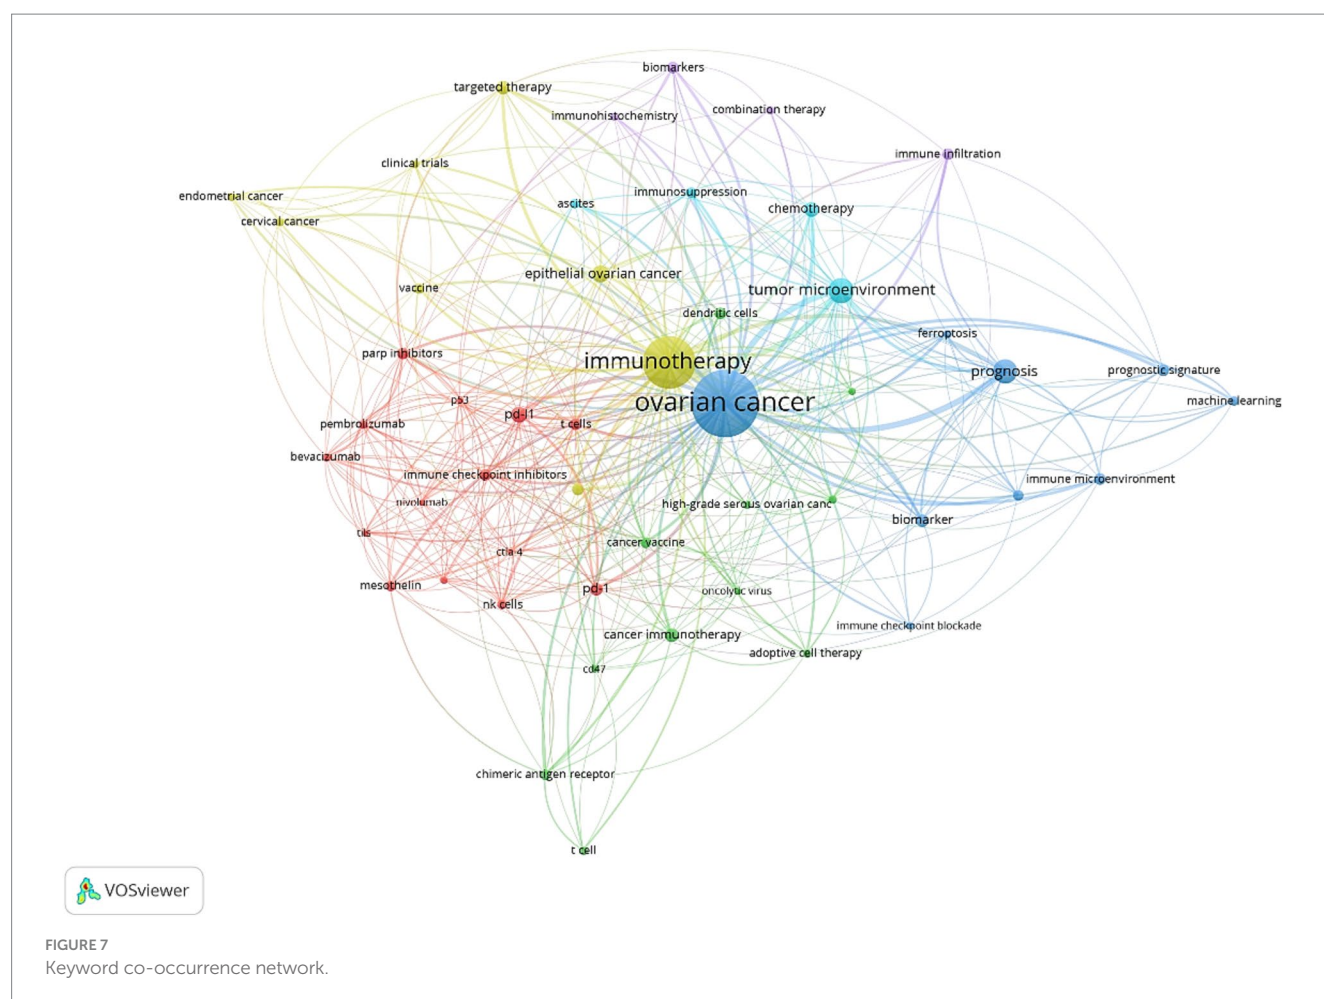 biomarkers
targeted therapy
combination therapy
immunohistochemistry
immune infiltration
clinical trials
immunosuppression
endometrial cancer
ascites
chemotherapy
cervical cancer
epithelial ovarian cancer
vaccine
tumor microenvironment
dendritic cells
ferroptosis
parp inhibitors
immunotherapy
prognosis
prognostic signature
p53
ovarian cancer
machine learning
pd-l1
pembrolizumab
t cells
bevacizumab
immune checkpoint inhibitors
immune microenvironment
nivolumab
high-grade serous ovarian canc
biomarker
tils
cancer vaccine
ctla-4
mesothelin
pd-1
oncolytic virus
nk cells
immune checkpoint blockade
cancer immunotherapy
adoptive cell therapy
cd47
chimeric antigen receptor
t cell
VOSviewer
FIGURE 7
Keyword co-occurrence network.